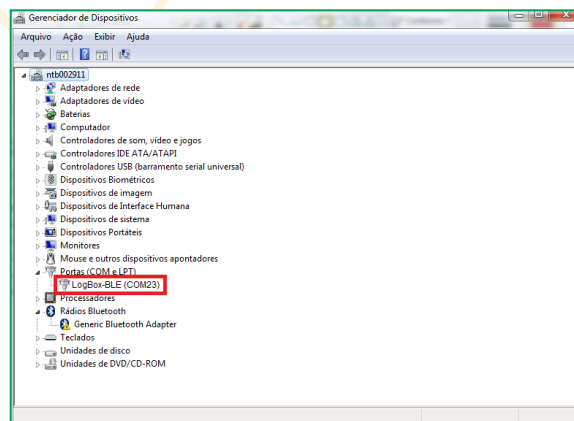 Gerenciador de Dispositivos
Arquivo Ação Exibir Ajuda
ntb002911
Adaptadores de rede
Adaptadores de vídeo
Baterias
Computador
Controladores de som, vídeo e jogos
Controladores IDE ATA/ATAPI
Controladores USB (barramento serial universal)
Dispositivos Biométricos
Dispositivos de imagem
Dispositivos de Interface Humana
Dispositivos de sistema
Dispositivos Portáteis
Monitores
Mouse e outros dispositivos apontadores
Portas (COM e LPT)
LogBox-BLE (COM23)
Processadores
Rádios Bluetooth
Generic Bluetooth Adapter
Teclados
Unidades de disco
Unidades de DVD/CD-ROM